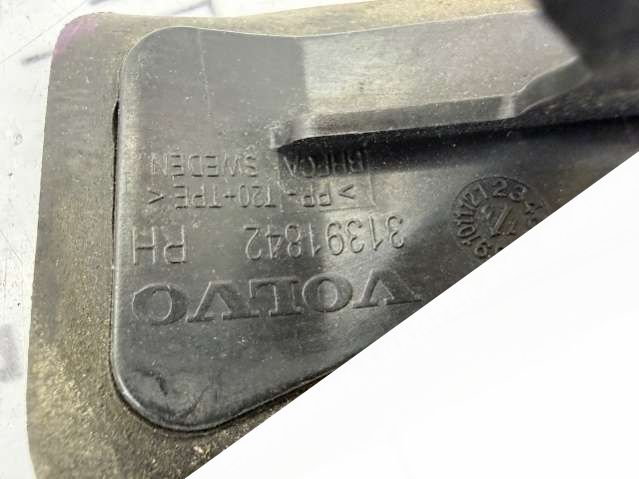 VOLVO
31391842 RH
>PP-T20+TPE<
SWEDEN